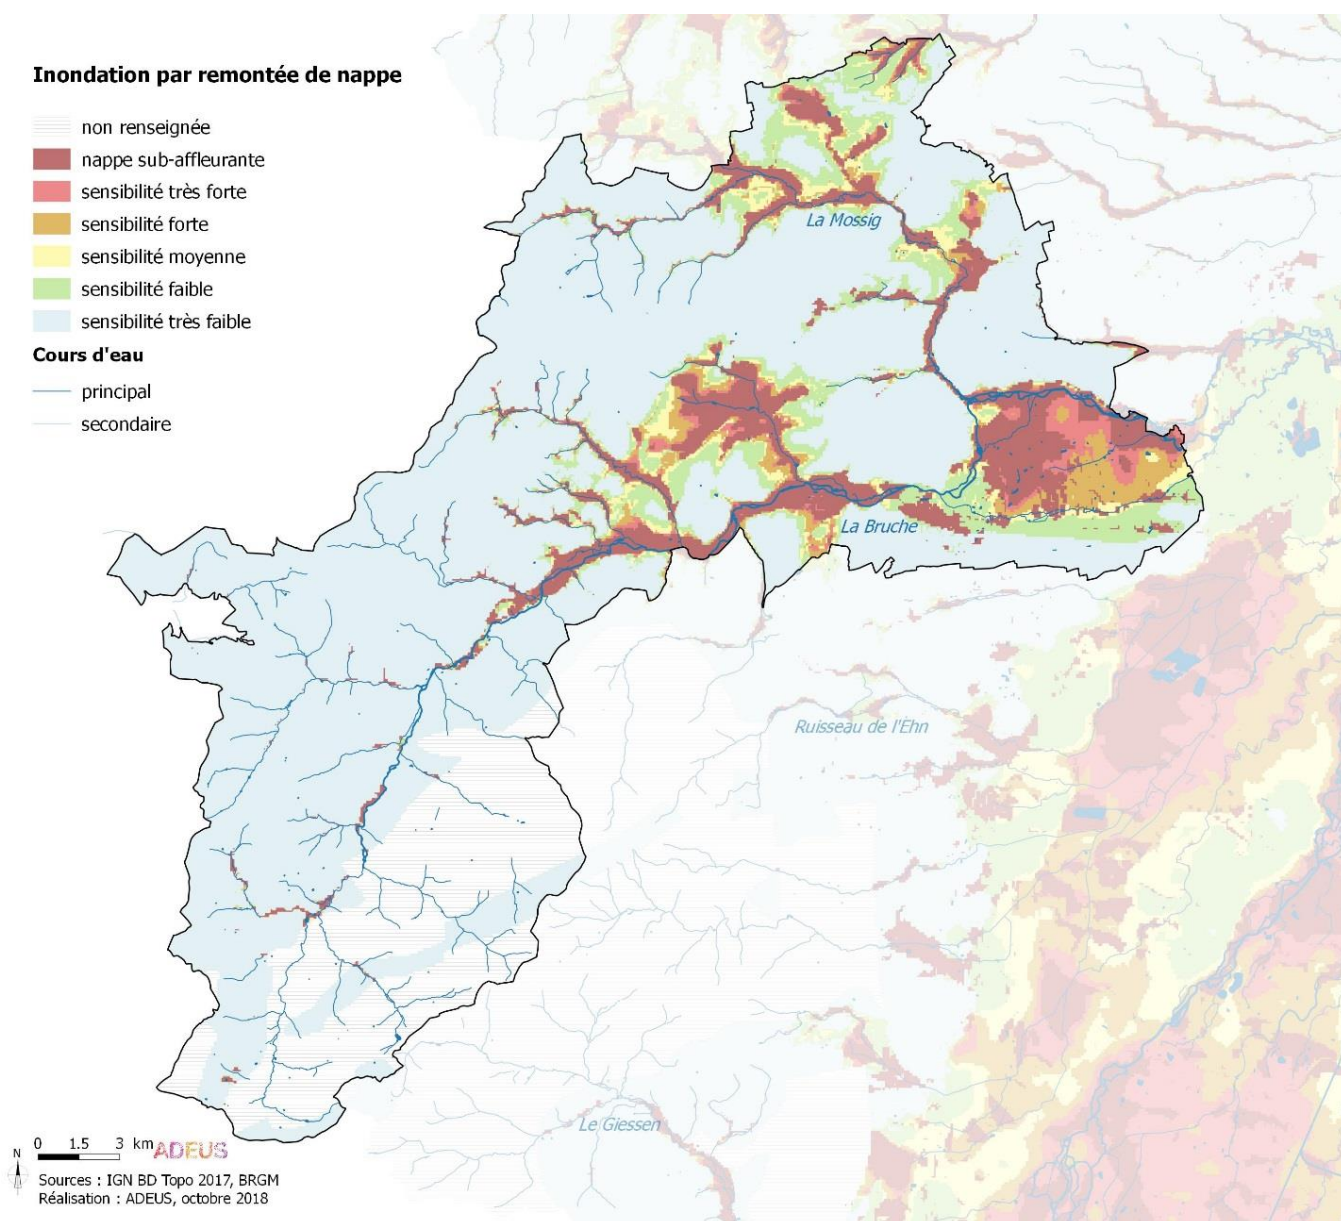 Inondation par remontée de nappe
non renseignée
nappe sub-affleurante
sensibilité très forte
sensibilité forte
sensibilité moyenne
sensibilité faible
sensibilité très faible
Cours d'eau
principal
secondaire
La Mossig
La Bruche
Ruisseau de l'Ehn
Le Giessen
N
0 1.5 3 km
ADEUS
Sources : IGN BD Topo 2017, BRGM
Réalisation : ADEUS, octobre 2018